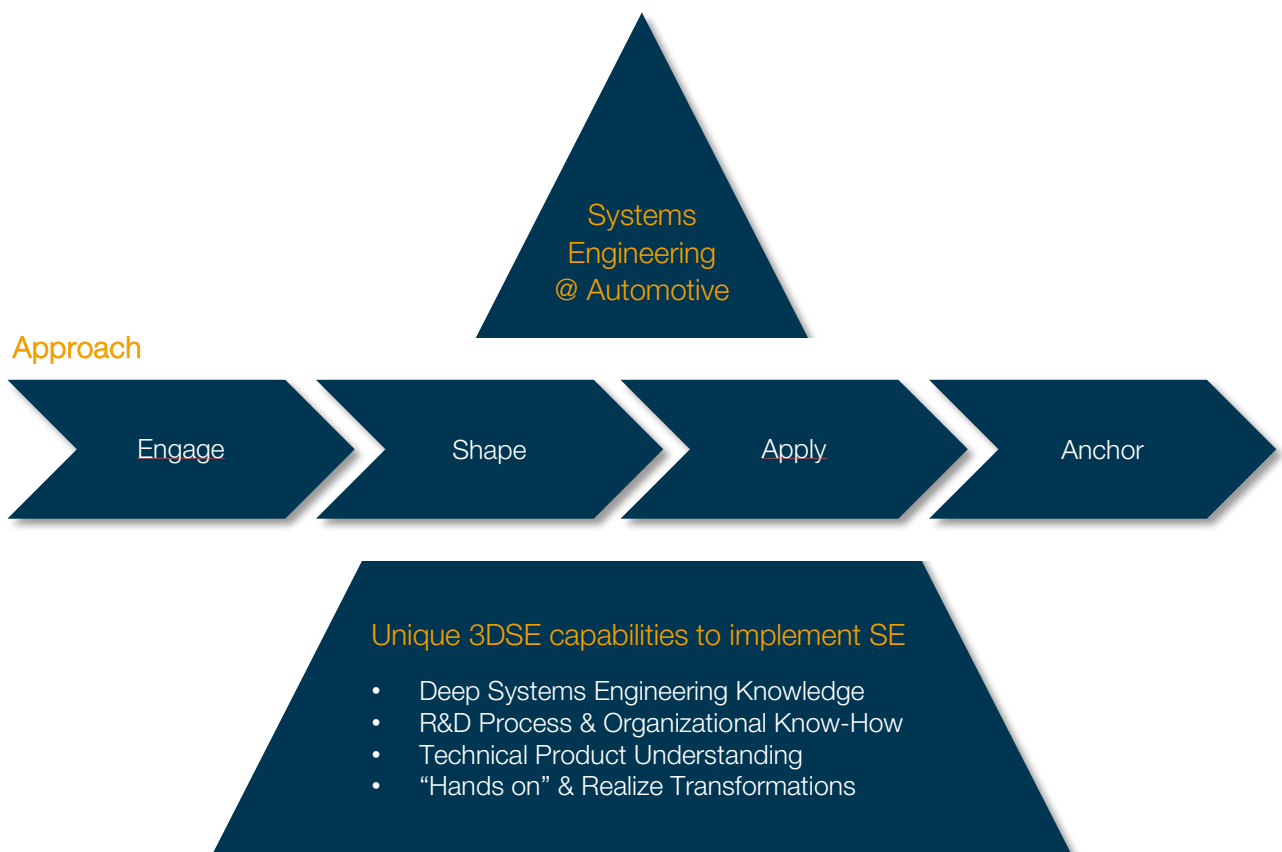 Systems
Engineering
@ Automotive
Approach
Engage
Shape
Apply
Anchor
Unique 3DSE capabilities to implement SE
• Deep Systems Engineering Knowledge
• R&D Process & Organizational Know-How
• Technical Product Understanding
• “Hands on” & Realize Transformations